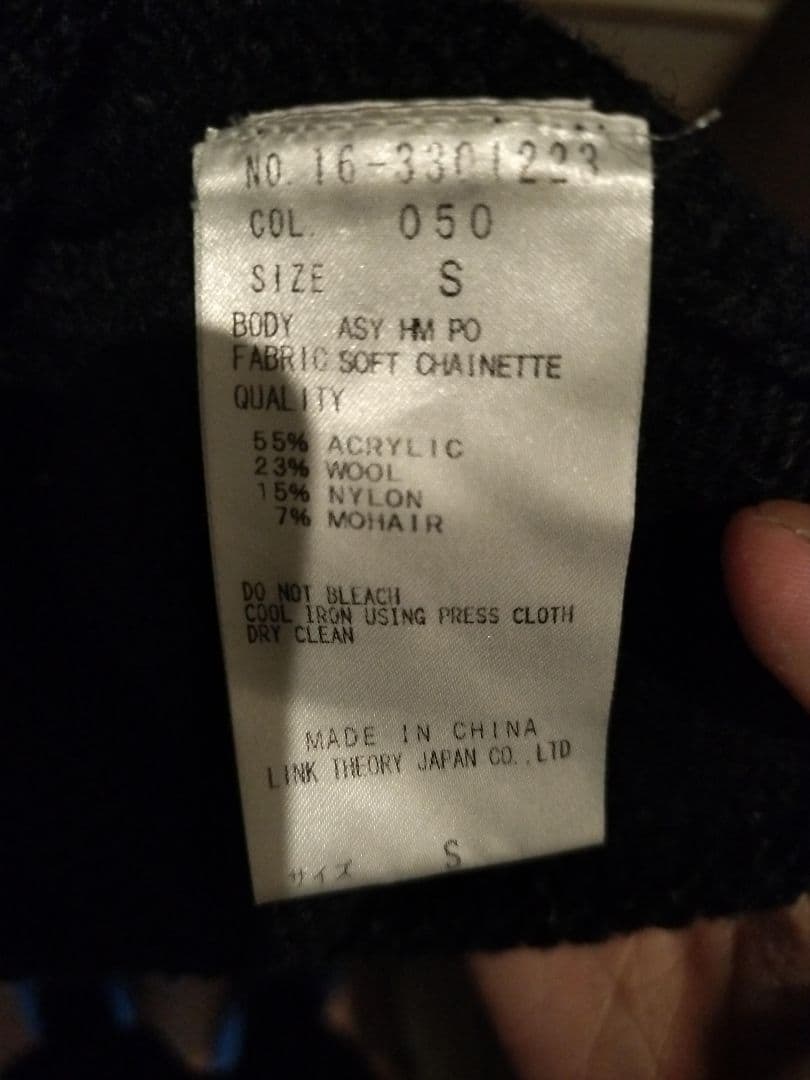 NO. 16-3301223
COL. 050
SIZE S
BODY ASY HM PO
FABRIC SOFT CHAINETTE
QUALITY
55% ACRYLIC
23% WOOL
15% NYLON
7% MOHAIR
DO NOT BLEACH
COOL IRON USING PRESS CLOTH
DRY CLEAN
MADE IN CHINA
LINK THEORY JAPAN CO.,LTD
サイズ S